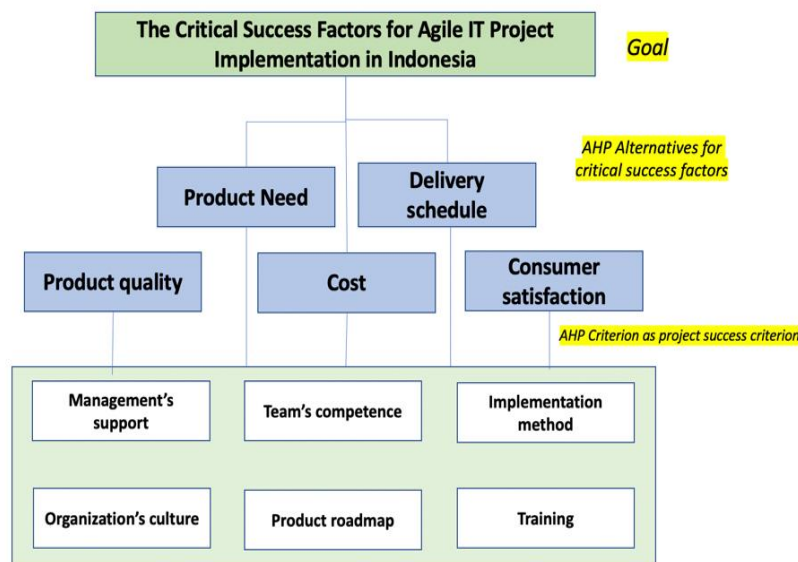 The Critical Success Factors for Agile IT Project
Implementation in Indonesia
Goal
AHP Alternatives for
critical success factors
Product Need
Delivery
schedule
Product quality
Cost
Consumer
satisfaction
AHP Criterion as project success criterion
Management's
support
Team's competence
Implementation
method
Organization's culture
Product roadmap
Training